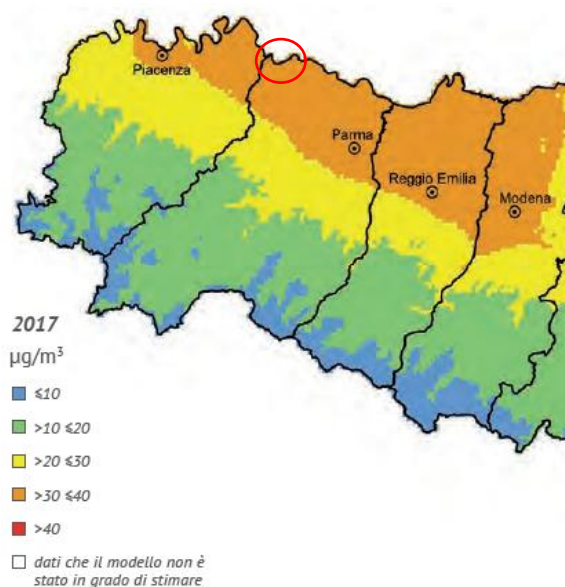 Piacenza
Parma
Reggio Emilia
Modena
2017
µg/m³
≤10
>10 ≤20
>20 ≤30
>30 ≤40
>40
dati che il modello non è
stato in grado di stimare